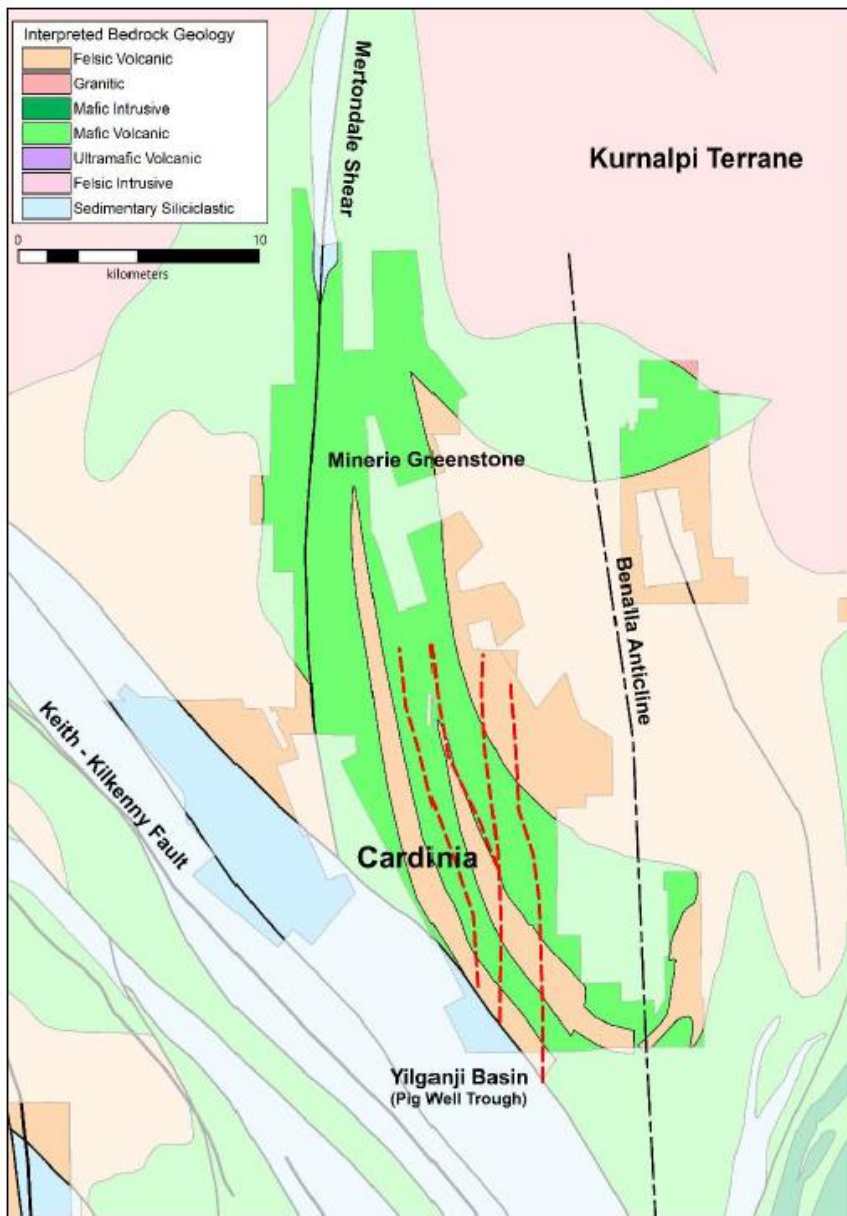 Interpreted Bedrock Geology
Felsic Volcanic
Granitic
Mafic Intrusive
Mafic Volcanic
Ultramafic Volcanic
Felsic Intrusive
Sedimentary Siliciclastic
0 10
kilometers
Mertondale Shear
Kurnalpi Terrane
Minerie Greenstone
Benalla Anticline
Keith - Kilkenny Fault
Cardinia
Yilganji Basin
(Pig Well Trough)